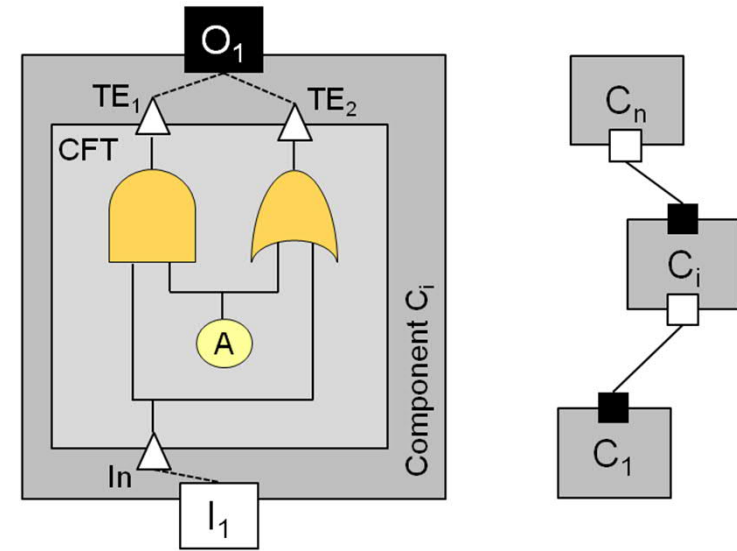 O₁
TE₁
TE₂
CFT
A
Component Cᵢ
In
I₁
Cₙ
Cᵢ
C₁